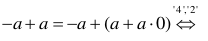 −a + a = −a + (a + a·0) ⇔^{'4','2'}